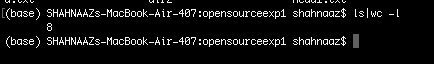 (base) SHAHNAAZs-MacBook-Air-407:opensourceexp1 shahnaaz$ ls|wc -l
8
(base) SHAHNAAZs-MacBook-Air-407:opensourceexp1 shahnaaz$